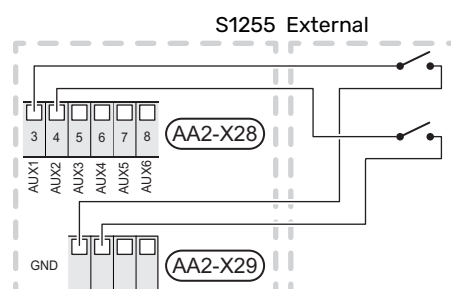 S1255 External
3 4 5 6 7 8
AA2-X28
AUX1 AUX2 AUX3 AUX4 AUX5 AUX6
GND
AA2-X29